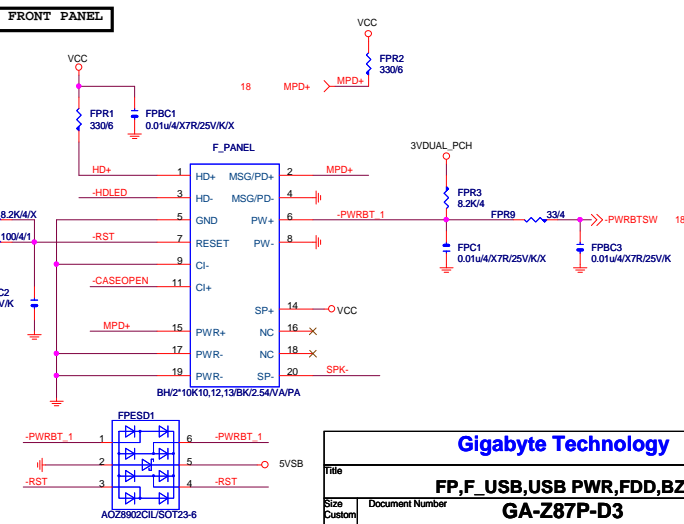 FRONT PANEL
VCC
FPR2
330/6
18 MPD+ MPD+
VCC
FPR1
330/6
FPBC1
0.01u/4/X7R/25V/K/X
F_PANEL
HD+ 1 HD+ MSG/PD+ 2 MPD+
-HDLED 3 HD- MSG/PD- 4
5 GND PW+ 6 -PWRBT_1
-RST 7 RESET PW- 8
9 CI-
-CASEOPEN 11 CI+
SP+ 14 VCC
MPD+ 15 PWR+ NC 16
17 PWR- NC 18
19 PWR- SP- 20 SPK-
BH/2*10K10,12,13/BK/2.54/VA/PA
8.2K/4/X
100/4/1
C2
V/K
3VDUAL_PCH
FPR3
8.2K/4
FPR9 33/4 -PWRBTSW 18
FPC1
0.01u/4/X7R/25V/K/X
FPBC3
0.01u/4/X7R/25V/K
FPESD1
-PWRBT_1 1 6 -PWRBT_1
2 5 5VSB
-RST 3 4 -RST
AOZ8902CIL/SOT23-6
Gigabyte Technology
Title
FP,F_USB,USB PWR,FDD,BZ
Size
Custom
Document Number
GA-Z87P-D3